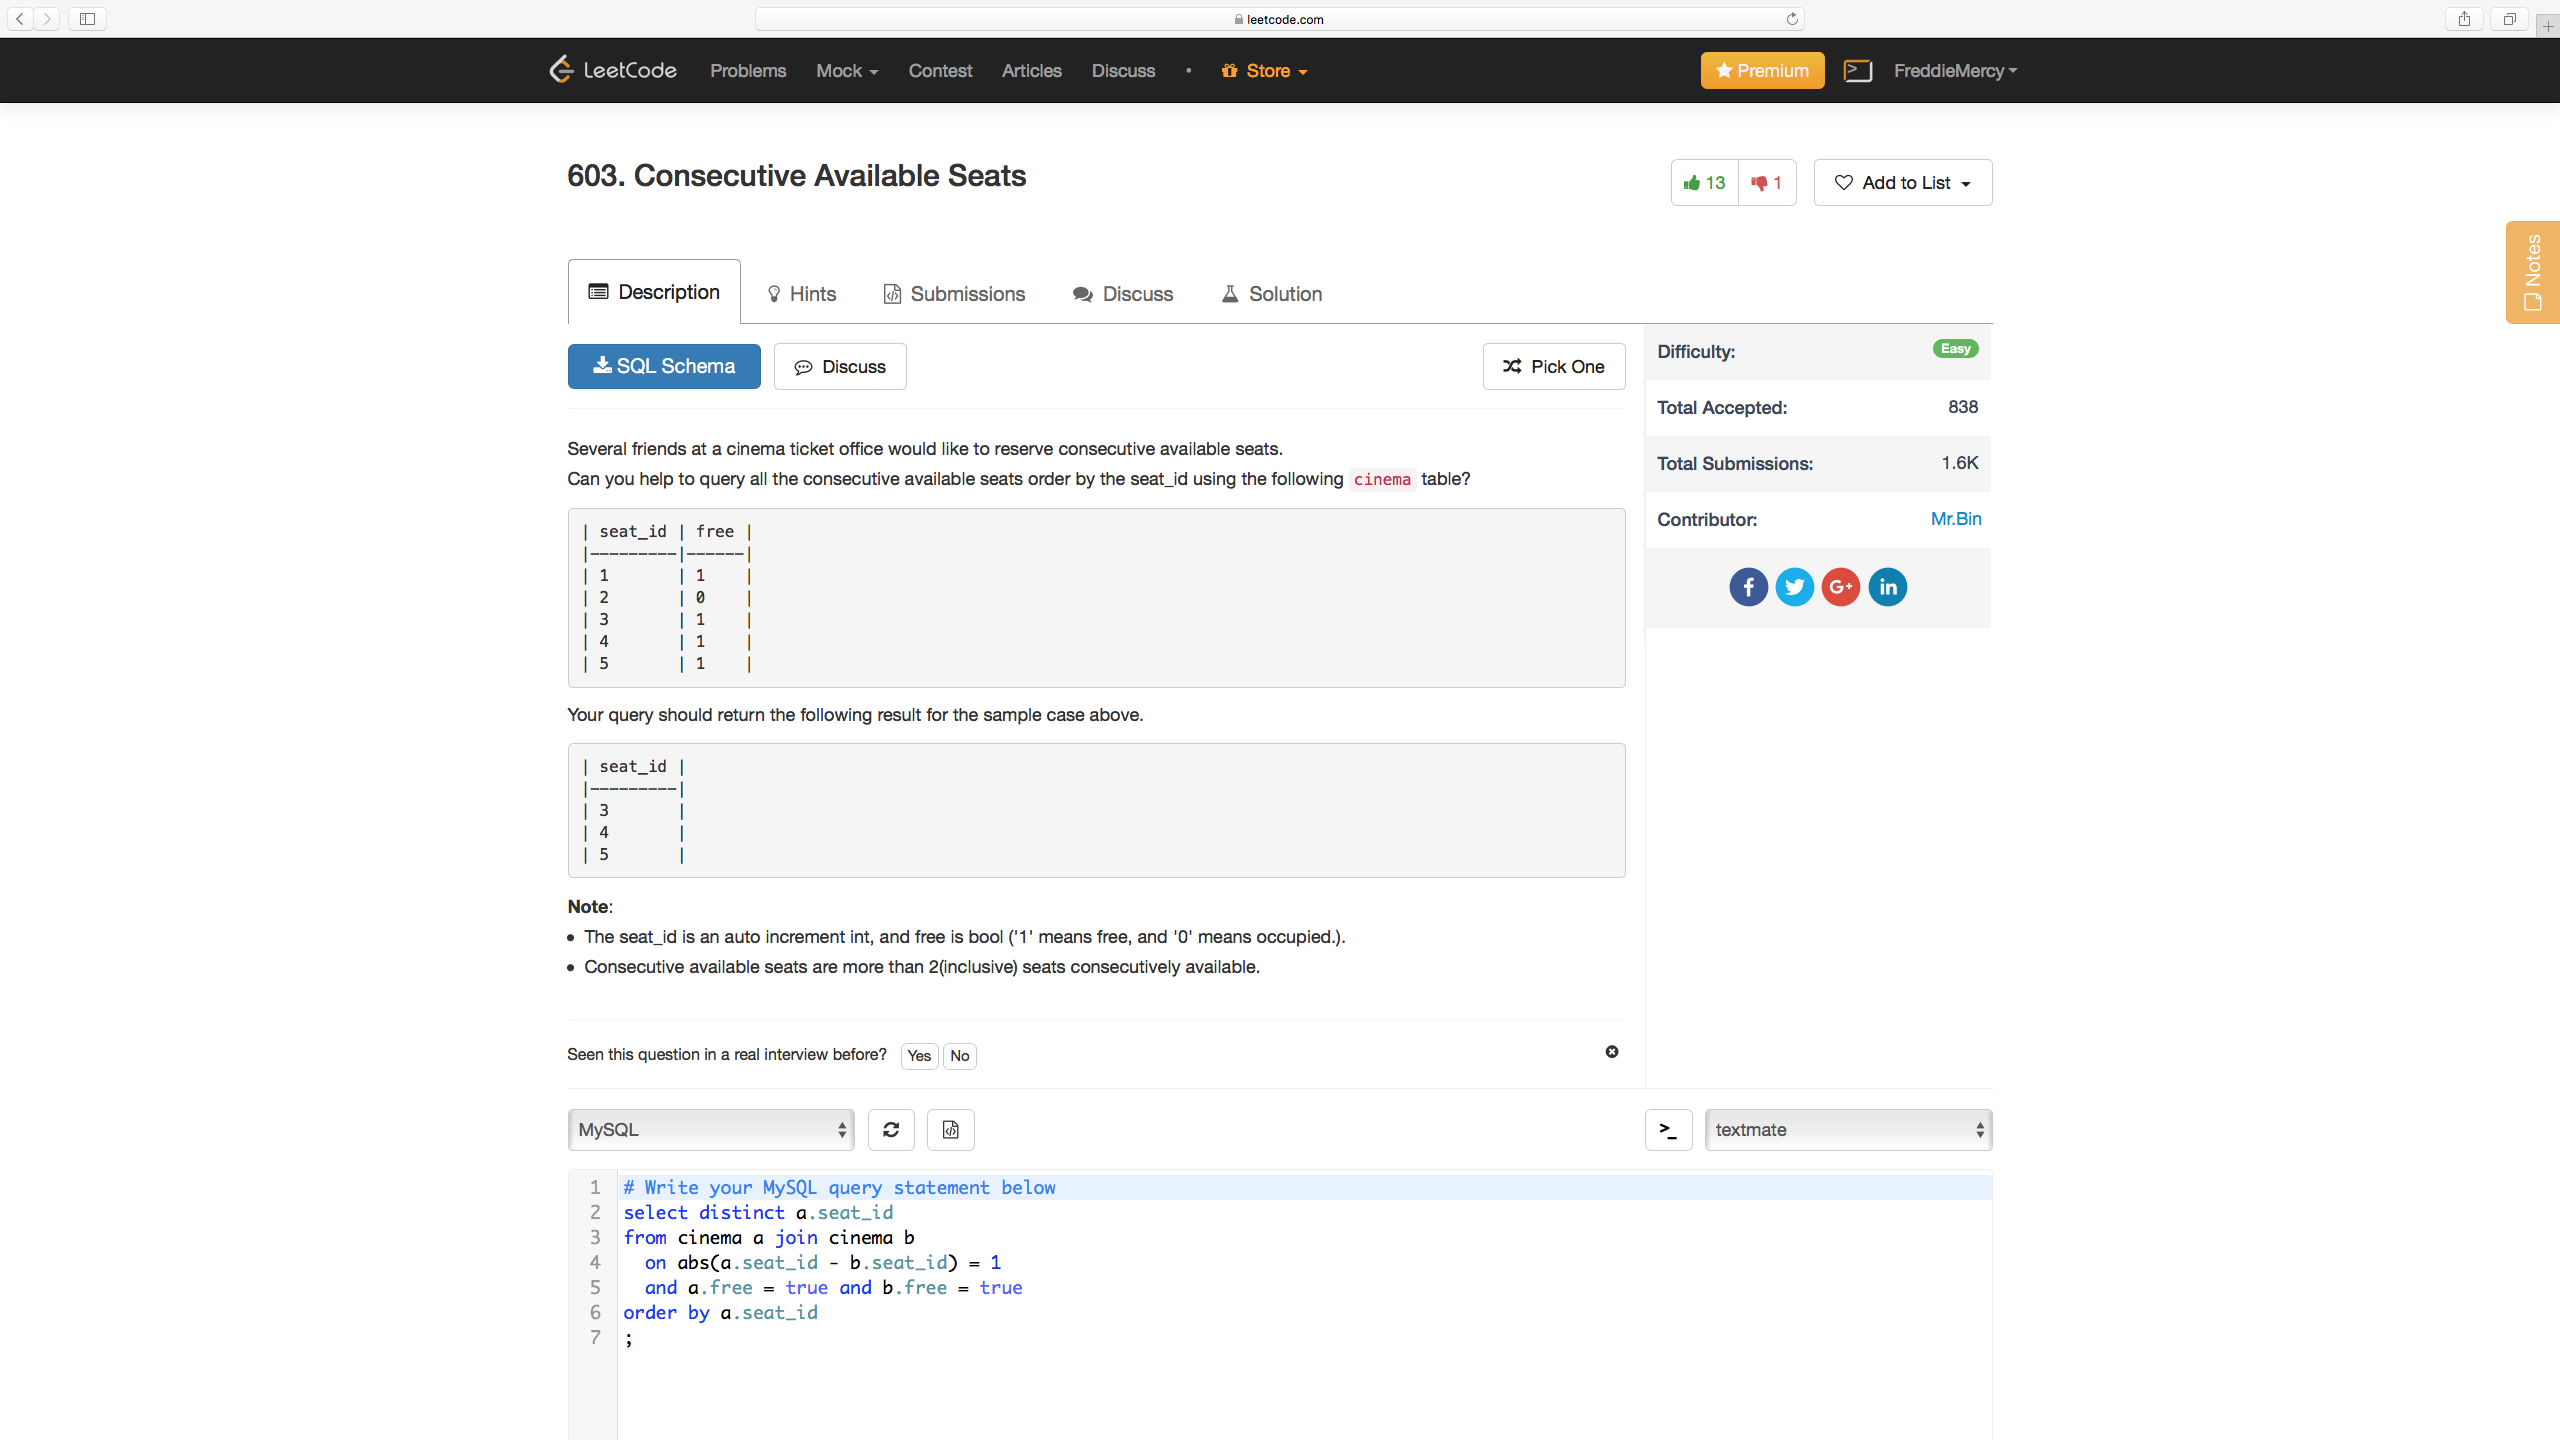 leetcode.com
LeetCode Problems Mock Contest Articles Discuss • Store Premium FreddieMercy
603. Consecutive Available Seats
13 1 Add to List
Notes
Description Hints Submissions Discuss Solution
SQL Schema Discuss Pick One
Difficulty: Easy
Total Accepted: 838
Total Submissions: 1.6K
Contributor: Mr.Bin
Several friends at a cinema ticket office would like to reserve consecutive available seats.
Can you help to query all the consecutive available seats order by the seat_id using the following cinema table?
| seat_id | free |
|---------|------|
| 1 | 1 |
| 2 | 0 |
| 3 | 1 |
| 4 | 1 |
| 5 | 1 |
Your query should return the following result for the sample case above.
| seat_id |
|---------|
| 3 |
| 4 |
| 5 |
Note:
• The seat_id is an auto increment int, and free is bool ('1' means free, and '0' means occupied.).
• Consecutive available seats are more than 2(inclusive) seats consecutively available.
Seen this question in a real interview before? Yes No
MySQL >_ textmate
1 # Write your MySQL query statement below
2 select distinct a.seat_id
3 from cinema a join cinema b
4 on abs(a.seat_id - b.seat_id) = 1
5 and a.free = true and b.free = true
6 order by a.seat_id
7 ;